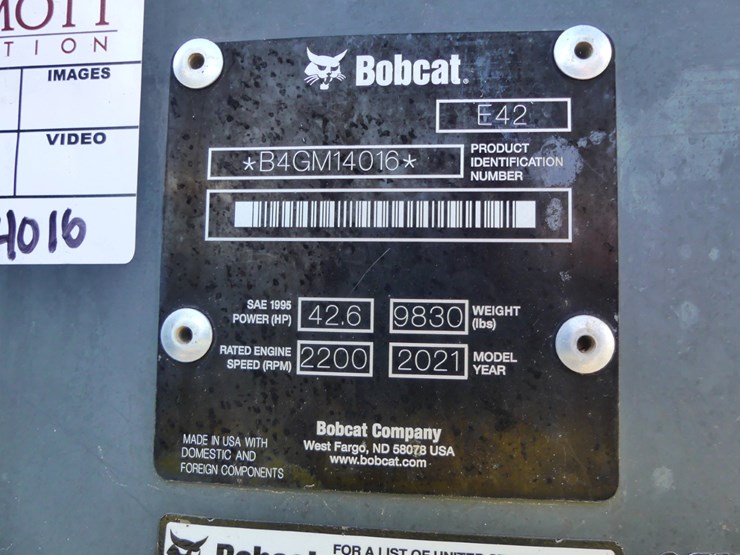 TION
IMAGES
VIDEO
4016
Bobcat.
E42
*B4GM14016*
PRODUCT
IDENTIFICATION
NUMBER
SAE 1995
POWER (HP)
42.6
9830
WEIGHT
(lbs)
RATED ENGINE
SPEED (RPM)
2200
2021
MODEL
YEAR
MADE IN USA WITH
DOMESTIC AND
FOREIGN COMPONENTS
Bobcat Company
West Fargo, ND 58078 USA
www.bobcat.com
FOR A LIST OF